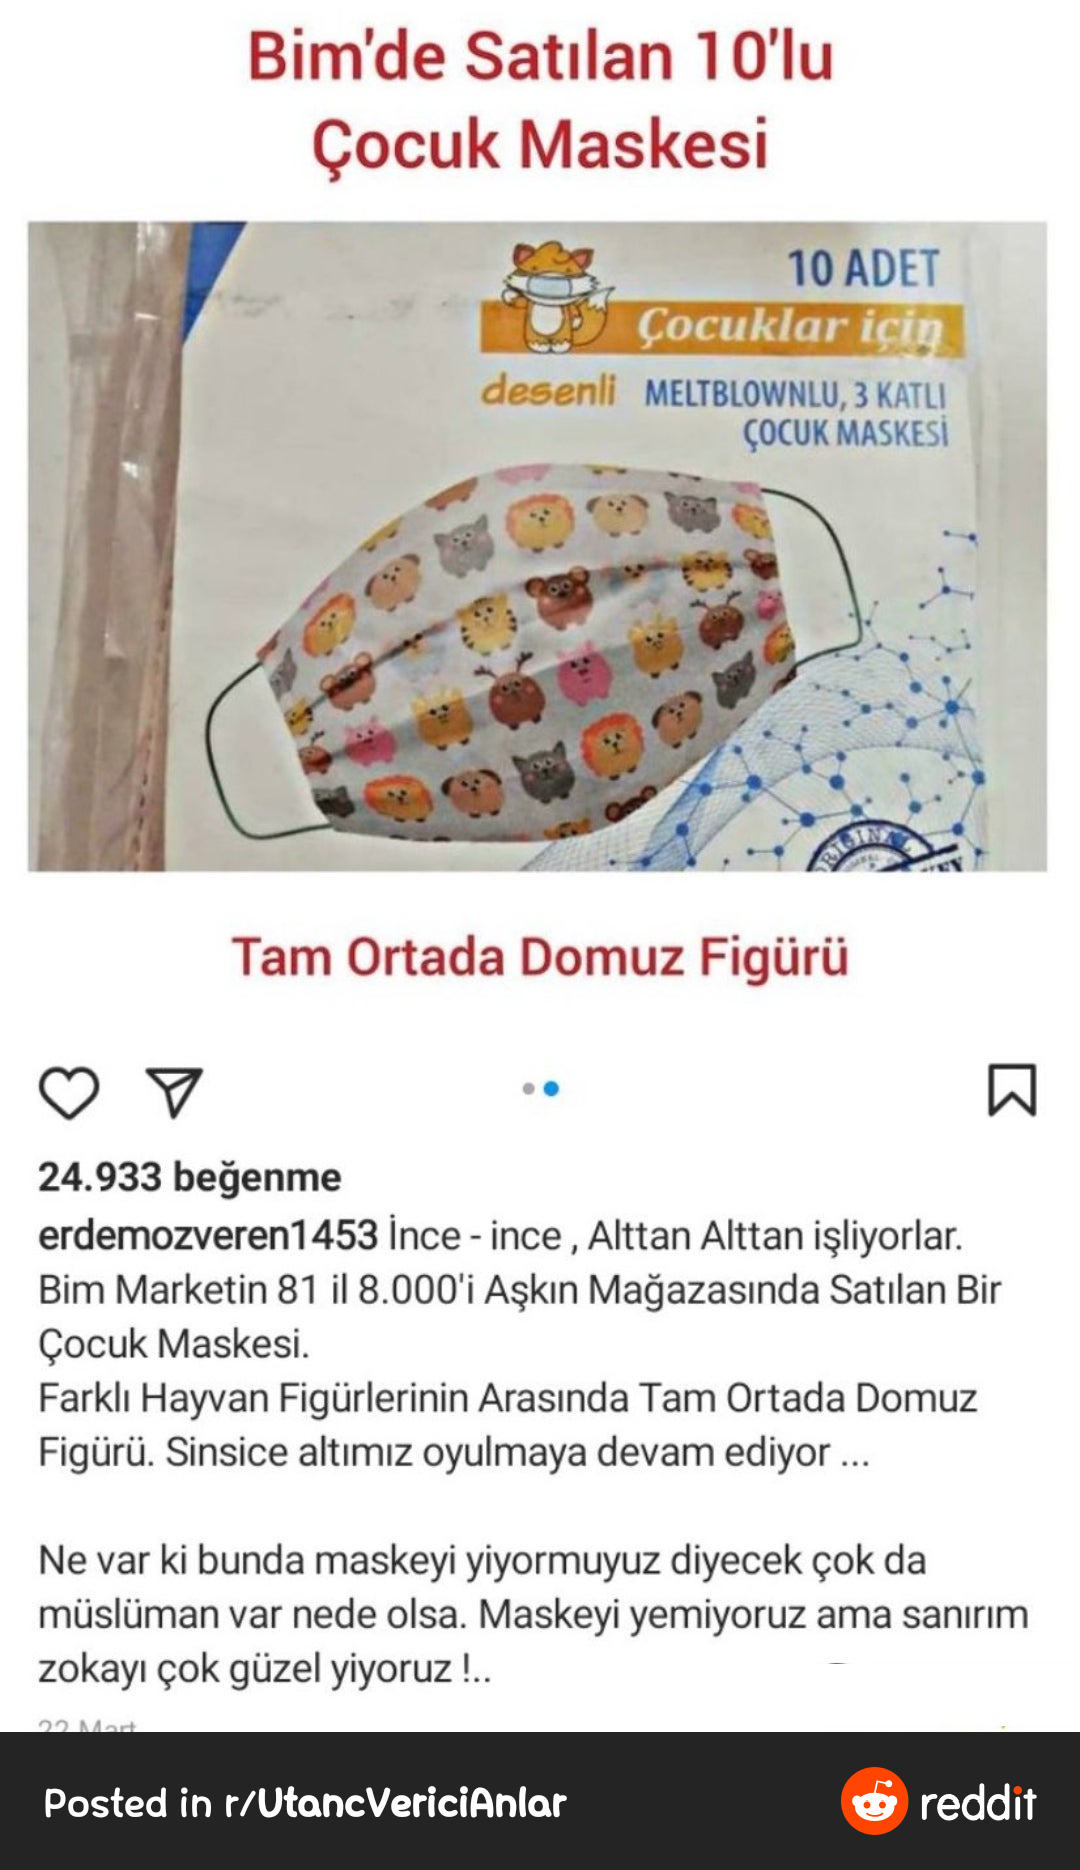 Bim'de Satılan 10'lu
Çocuk Maskesi
10 ADET
Çocuklar için
desenli MELTBLOWNLU, 3 KATLI
ÇOCUK MASKESİ
ORIGINAL
Tam Ortada Domuz Figürü
24.933 beğenme
erdemozveren1453 İnce - ince , Alttan Alttan işliyorlar.
Bim Marketin 81 il 8.000'i Aşkın Mağazasında Satılan Bir
Çocuk Maskesi.
Farklı Hayvan Figürlerinin Arasında Tam Ortada Domuz
Figürü. Sinsice altımız oyulmaya devam ediyor ...
Ne var ki bunda maskeyi yiyormuyuz diyecek çok da
müslüman var nede olsa. Maskeyi yemiyoruz ama sanırım
zokayı çok güzel yiyoruz !..
22 Mart
Posted in r/UtancVericiAnlar
reddit